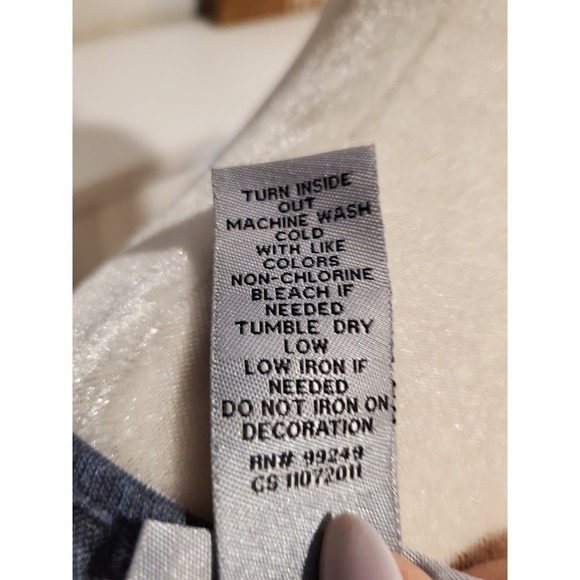 TURN INSIDE
OUT
MACHINE WASH
COLD
WITH LIKE
COLORS
NON-CHLORINE
BLEACH IF
NEEDED
TUMBLE DRY
LOW
LOW IRON IF
NEEDED
DO NOT IRON ON
DECORATION
RN# 99249
CS 11072011